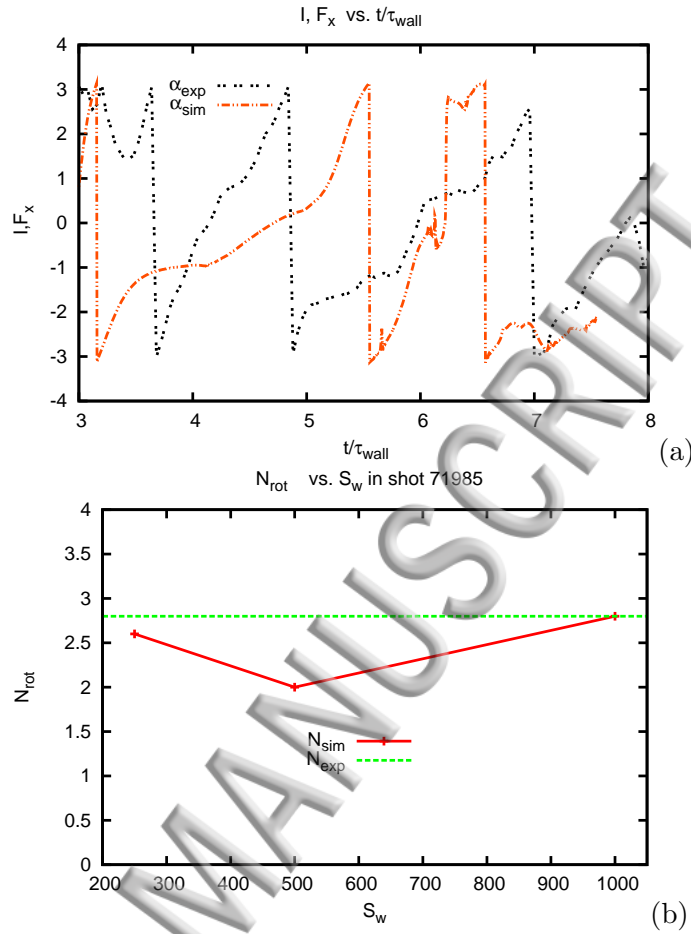 I, F_x vs. t/τ_wall
4
3
2
1
0
-1
-2
-3
-4
I,F_x
α_exp
α_sim
3 4 5 6 7 8
t/τ_wall
(a)
N_rot vs. S_w in shot 71985
4
3.5
3
2.5
2
1.5
1
0.5
0
N_rot
N_sim
N_exp
200 300 400 500 600 700 800 900 1000
S_w
(b)
MANUSCRIPT